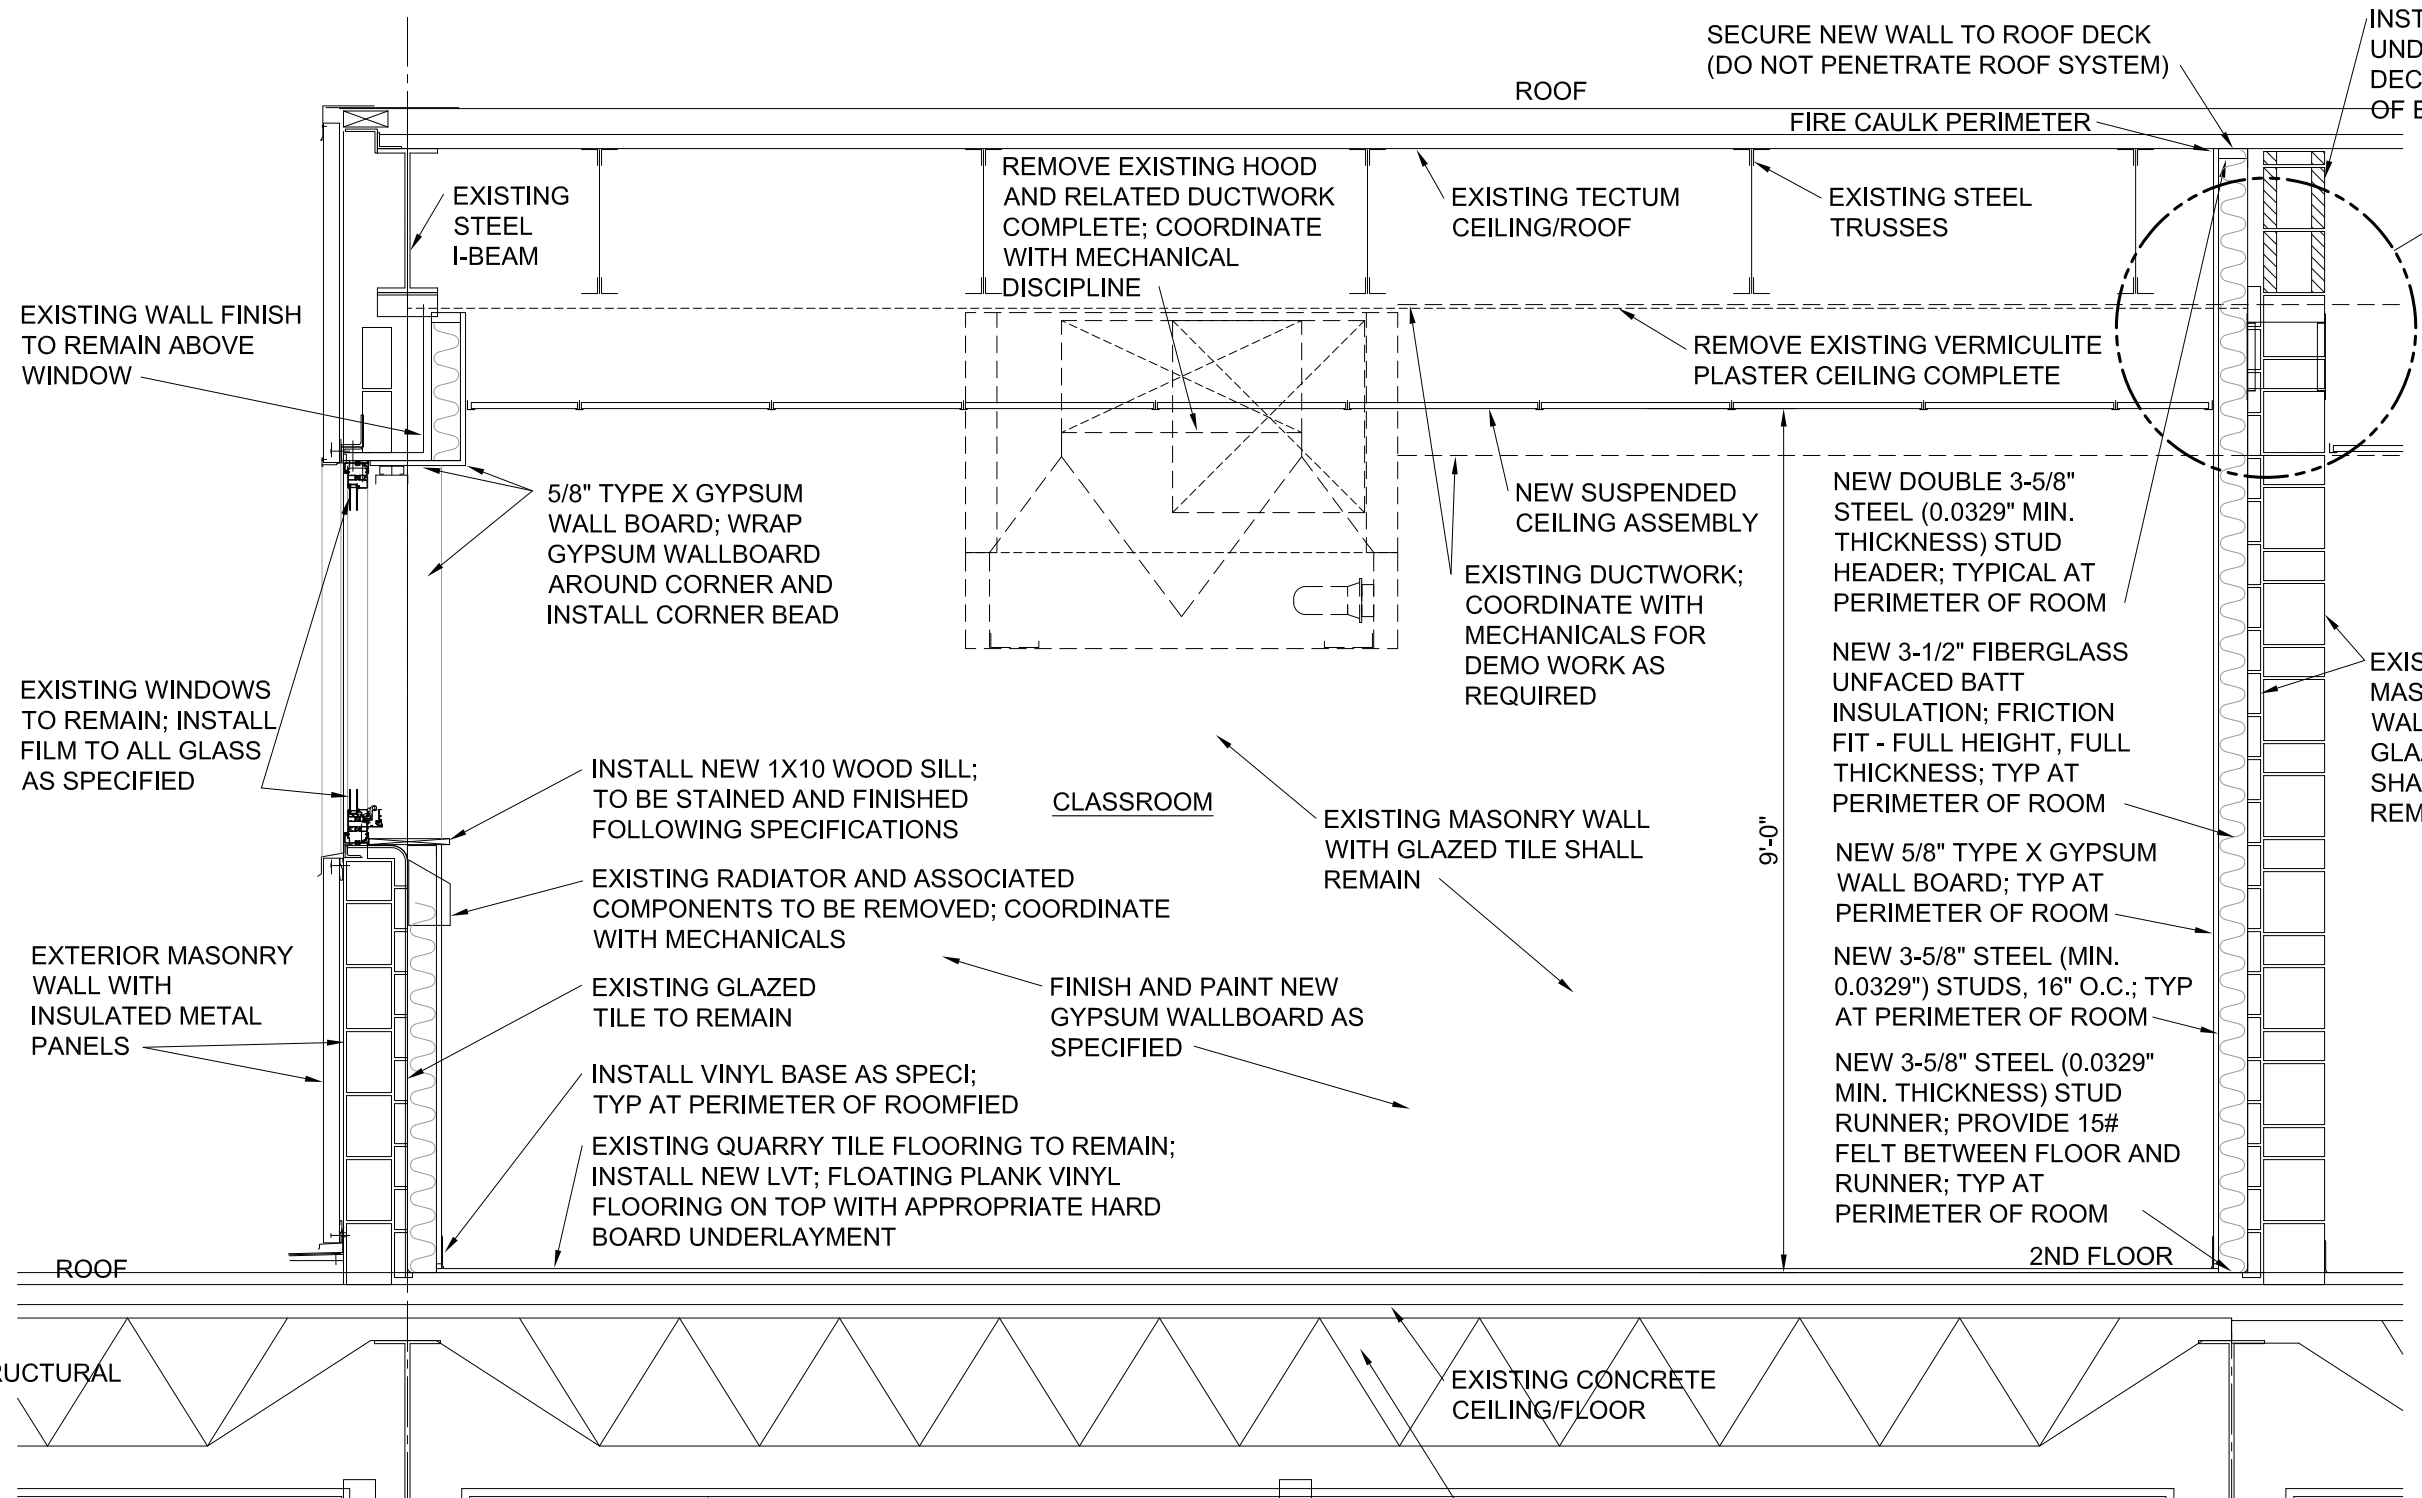 SECURE NEW WALL TO ROOF DECK
(DO NOT PENETRATE ROOF SYSTEM)
INST
UND
DEC
OF E
ROOF
FIRE CAULK PERIMETER
EXISTING
STEEL
I-BEAM
REMOVE EXISTING HOOD
AND RELATED DUCTWORK
COMPLETE; COORDINATE
WITH MECHANICAL
DISCIPLINE
EXISTING TECTUM
CEILING/ROOF
EXISTING STEEL
TRUSSES
EXISTING WALL FINISH
TO REMAIN ABOVE
WINDOW
REMOVE EXISTING VERMICULITE
PLASTER CEILING COMPLETE
5/8" TYPE X GYPSUM
WALL BOARD; WRAP
GYPSUM WALLBOARD
AROUND CORNER AND
INSTALL CORNER BEAD
NEW SUSPENDED
CEILING ASSEMBLY
NEW DOUBLE 3-5/8"
STEEL (0.0329" MIN.
THICKNESS) STUD
HEADER; TYPICAL AT
PERIMETER OF ROOM
EXISTING DUCTWORK;
COORDINATE WITH
MECHANICALS FOR
DEMO WORK AS
REQUIRED
EXISTING WINDOWS
TO REMAIN; INSTALL
FILM TO ALL GLASS
AS SPECIFIED
NEW 3-1/2" FIBERGLASS
UNFACED BATT
INSULATION; FRICTION
FIT - FULL HEIGHT, FULL
THICKNESS; TYP AT
PERIMETER OF ROOM
EXIS
MAS
WAL
GLA
SHA
REM
INSTALL NEW 1X10 WOOD SILL;
TO BE STAINED AND FINISHED
FOLLOWING SPECIFICATIONS
CLASSROOM
EXISTING MASONRY WALL
WITH GLAZED TILE SHALL
REMAIN
9'-0"
NEW 5/8" TYPE X GYPSUM
WALL BOARD; TYP AT
PERIMETER OF ROOM
EXISTING RADIATOR AND ASSOCIATED
COMPONENTS TO BE REMOVED; COORDINATE
WITH MECHANICALS
EXTERIOR MASONRY
WALL WITH
INSULATED METAL
PANELS
EXISTING GLAZED
TILE TO REMAIN
FINISH AND PAINT NEW
GYPSUM WALLBOARD AS
SPECIFIED
NEW 3-5/8" STEEL (MIN.
0.0329") STUDS, 16" O.C.; TYP
AT PERIMETER OF ROOM
INSTALL VINYL BASE AS SPECI;
TYP AT PERIMETER OF ROOMFIED
NEW 3-5/8" STEEL (0.0329"
MIN. THICKNESS) STUD
RUNNER; PROVIDE 15#
FELT BETWEEN FLOOR AND
RUNNER; TYP AT
PERIMETER OF ROOM
EXISTING QUARRY TILE FLOORING TO REMAIN;
INSTALL NEW LVT; FLOATING PLANK VINYL
FLOORING ON TOP WITH APPROPRIATE HARD
BOARD UNDERLAYMENT
ROOF
2ND FLOOR
RUCTURAL
EXISTING CONCRETE
CEILING/FLOOR